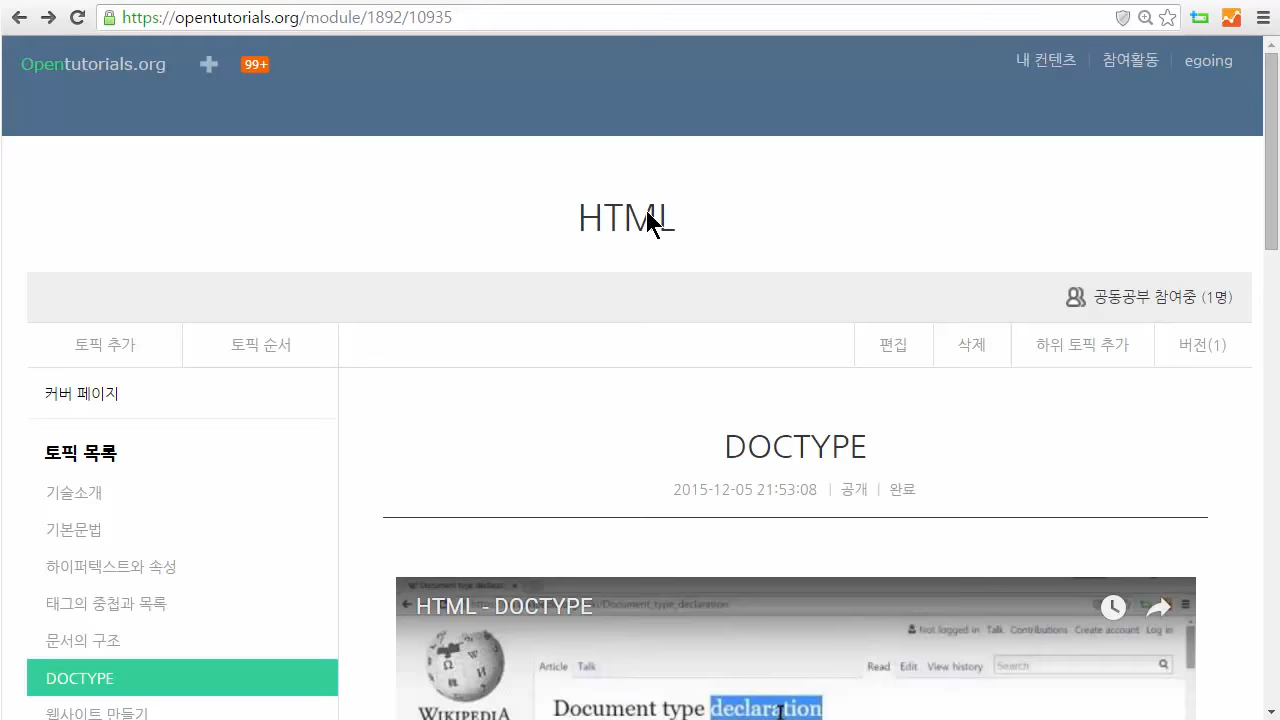 https://opentutorials.org/module/1892/10935
Opentutorials.org
99+
내 컨텐츠 참여활동 egoing
HTML
공동공부 참여중 (1명)
토픽 추가 토픽 순서 편집 삭제 하위 토픽 추가 버전(1)
커버 페이지
토픽 목록
기술소개
기본문법
하이퍼텍스트와 속성
태그의 중첩과 목록
문서의 구조
DOCTYPE
웹사이트 만들기
DOCTYPE
2015-12-05 21:53:08 | 공개 | 완료
HTML - DOCTYPE
Not logged in Talk Contributions Create account Log in
Article Talk Read Edit View history Search
Document type declaration
WIKIPEDIA